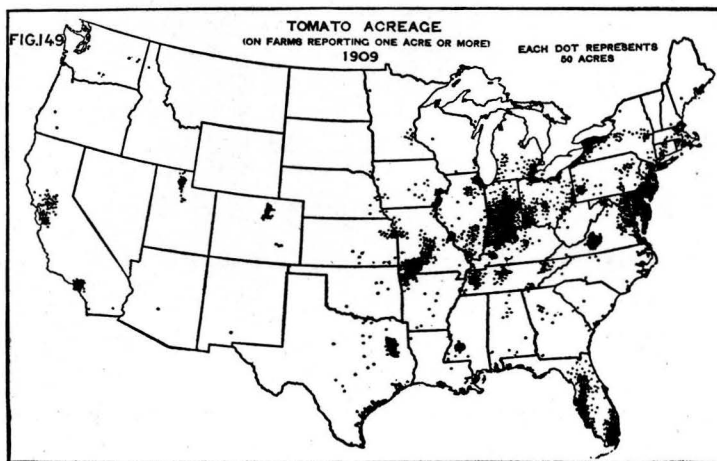 FIG.149
TOMATO ACREAGE
(ON FARMS REPORTING ONE ACRE OR MORE)
1909
EACH DOT REPRESENTS
50 ACRES